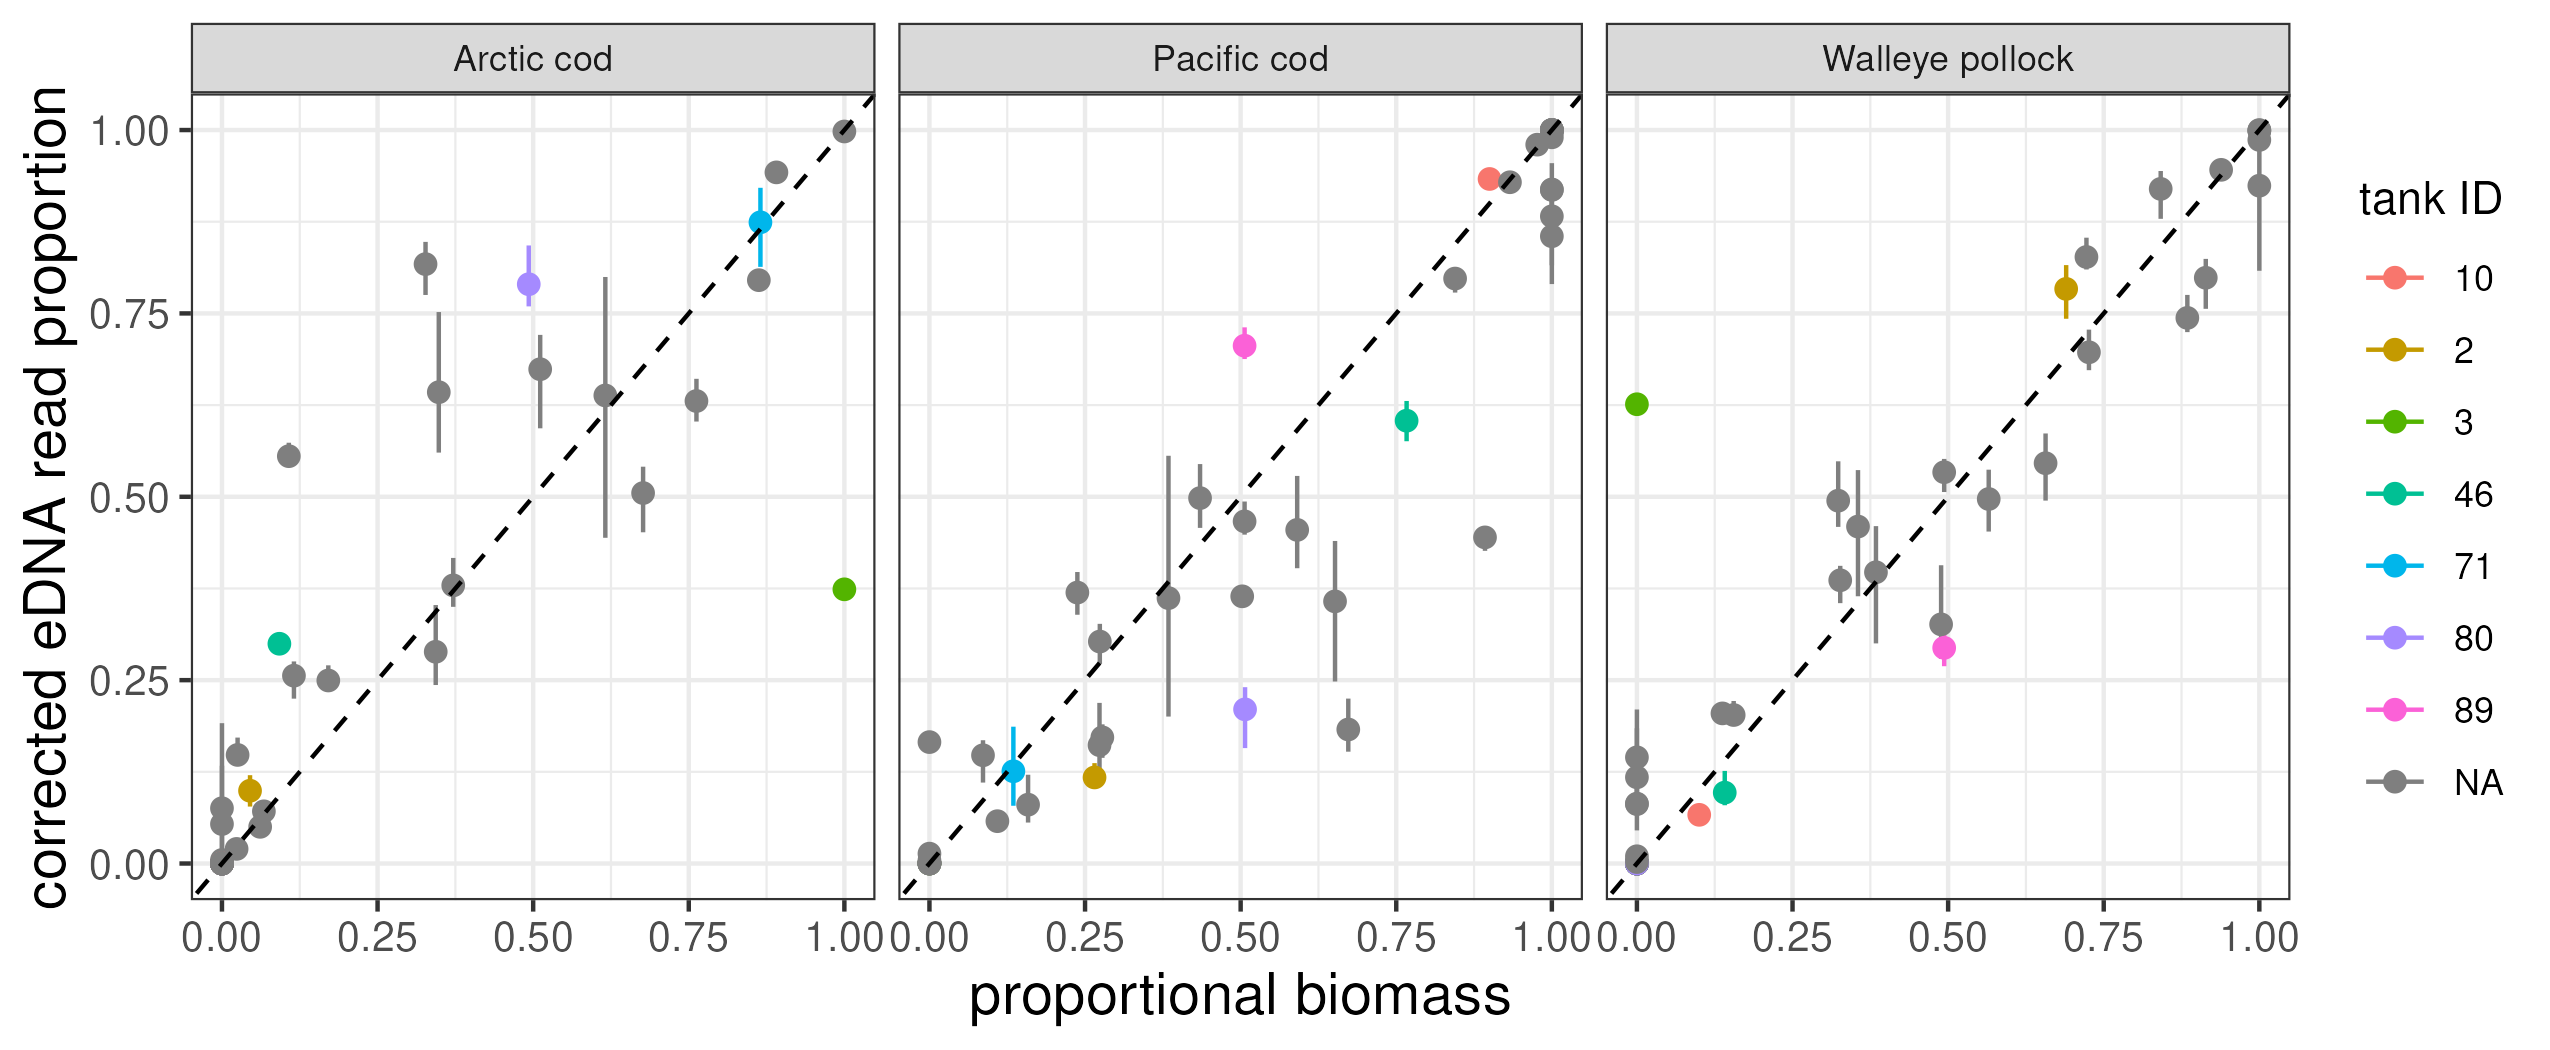 Arctic cod
Pacific cod
Walleye pollock
corrected eDNA read proportion
1.00
0.75
0.50
0.25
0.00
0.00 0.25 0.50 0.75 1.00
0.00 0.25 0.50 0.75 1.00
0.00 0.25 0.50 0.75 1.00
proportional biomass
tank ID
10
2
3
46
71
80
89
NA